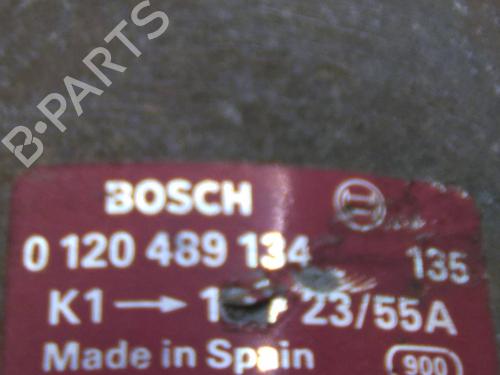 B-PARTS
BOSCH
0 120 489 134 135
K1 → 23/55A
Made in Spain 900